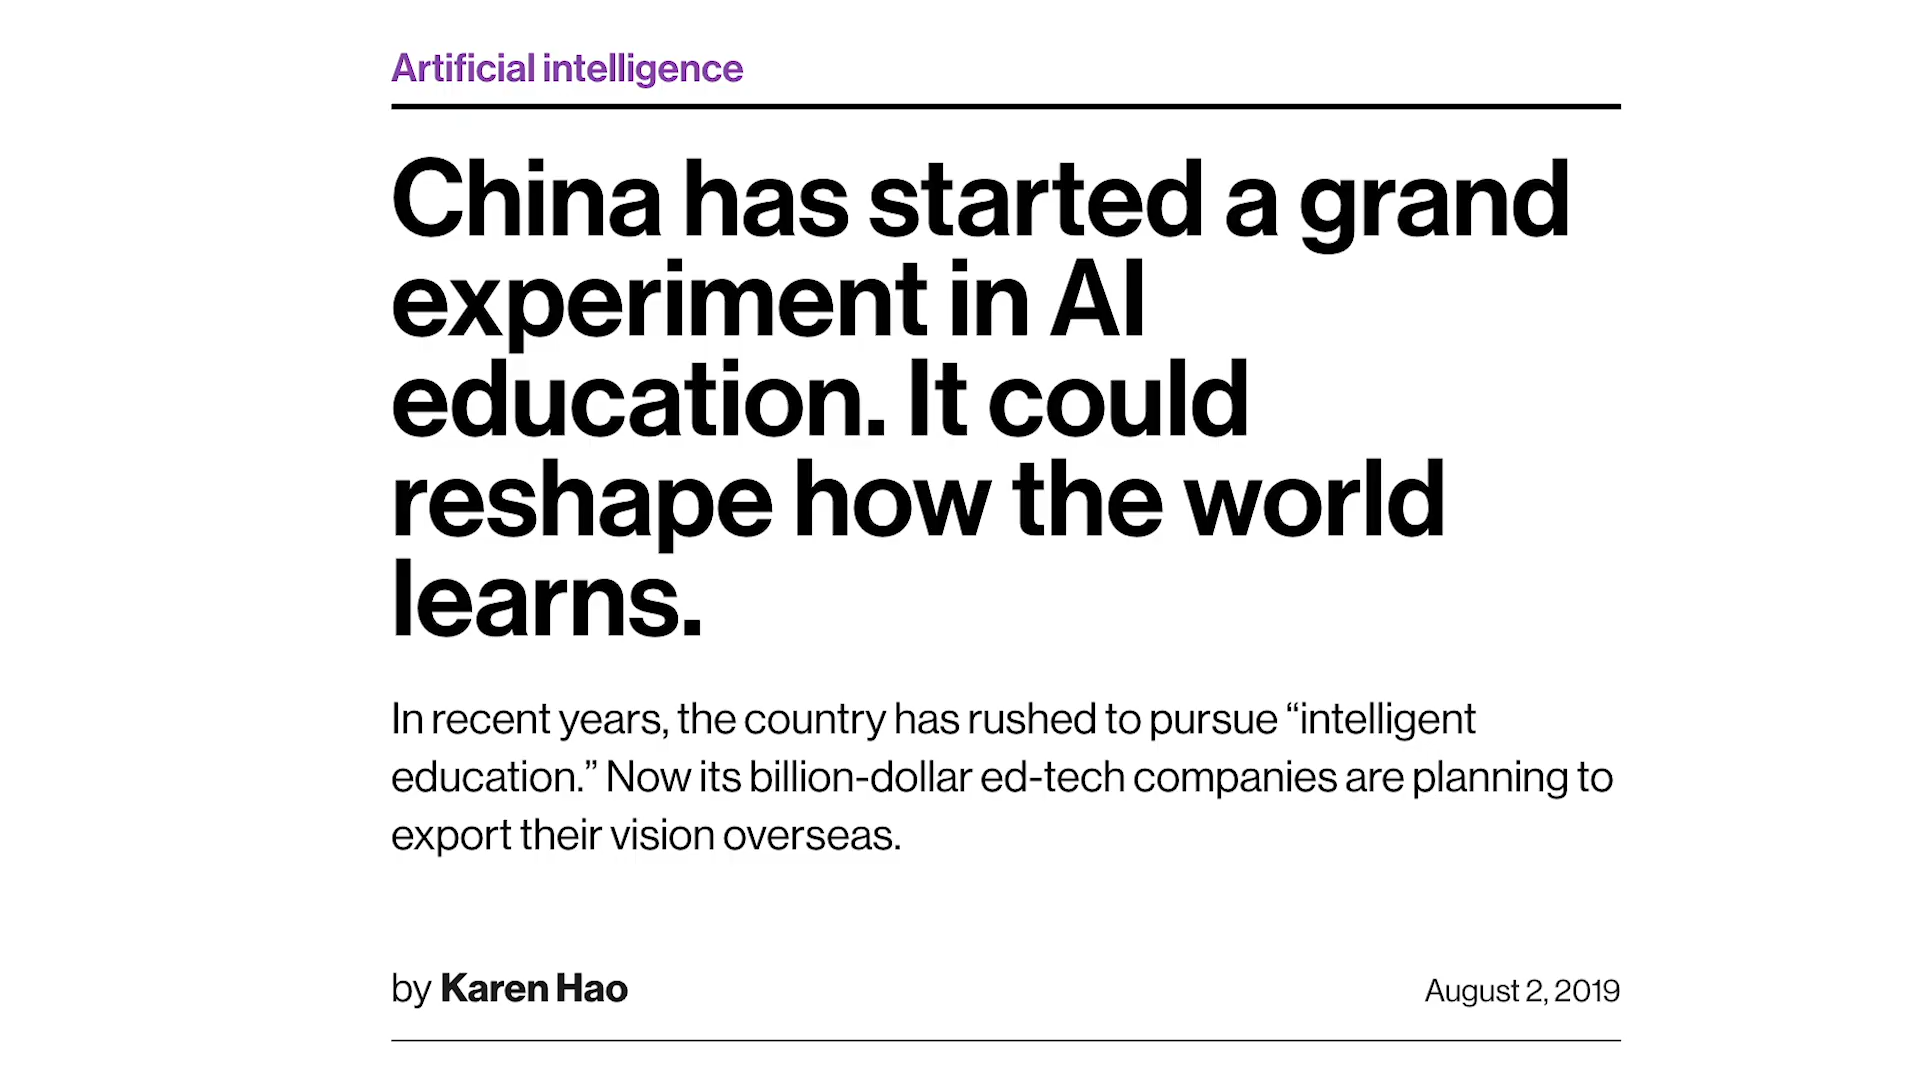 Artificial intelligence
China has started a grand
experiment in AI
education. It could
reshape how the world
learns.
In recent years, the country has rushed to pursue “intelligent
education.” Now its billion-dollar ed-tech companies are planning to
export their vision overseas.
by Karen Hao
August 2, 2019